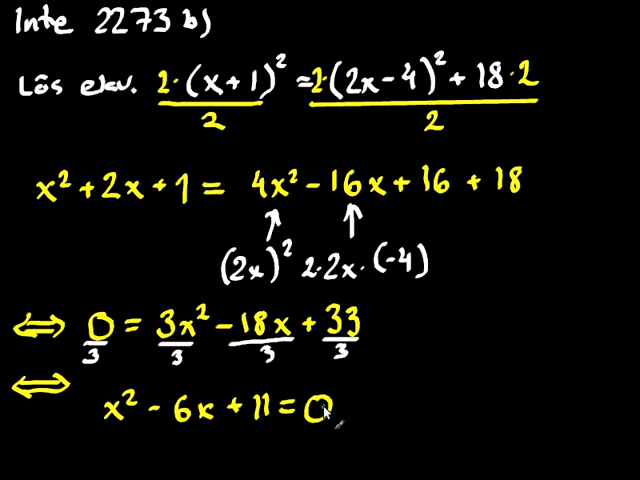 Inte 2273 b)
Lös ekv. 2·(x+1)² = 2·(2x-4)² + 18·2
2 2
x² + 2x + 1 = 4x² - 16x + 16 + 18
(2x)² 2·2x·(-4)
⇔ 0 = 3x² - 18x + 33
3 3 3 3
⇔
x² - 6x + 11 = 0